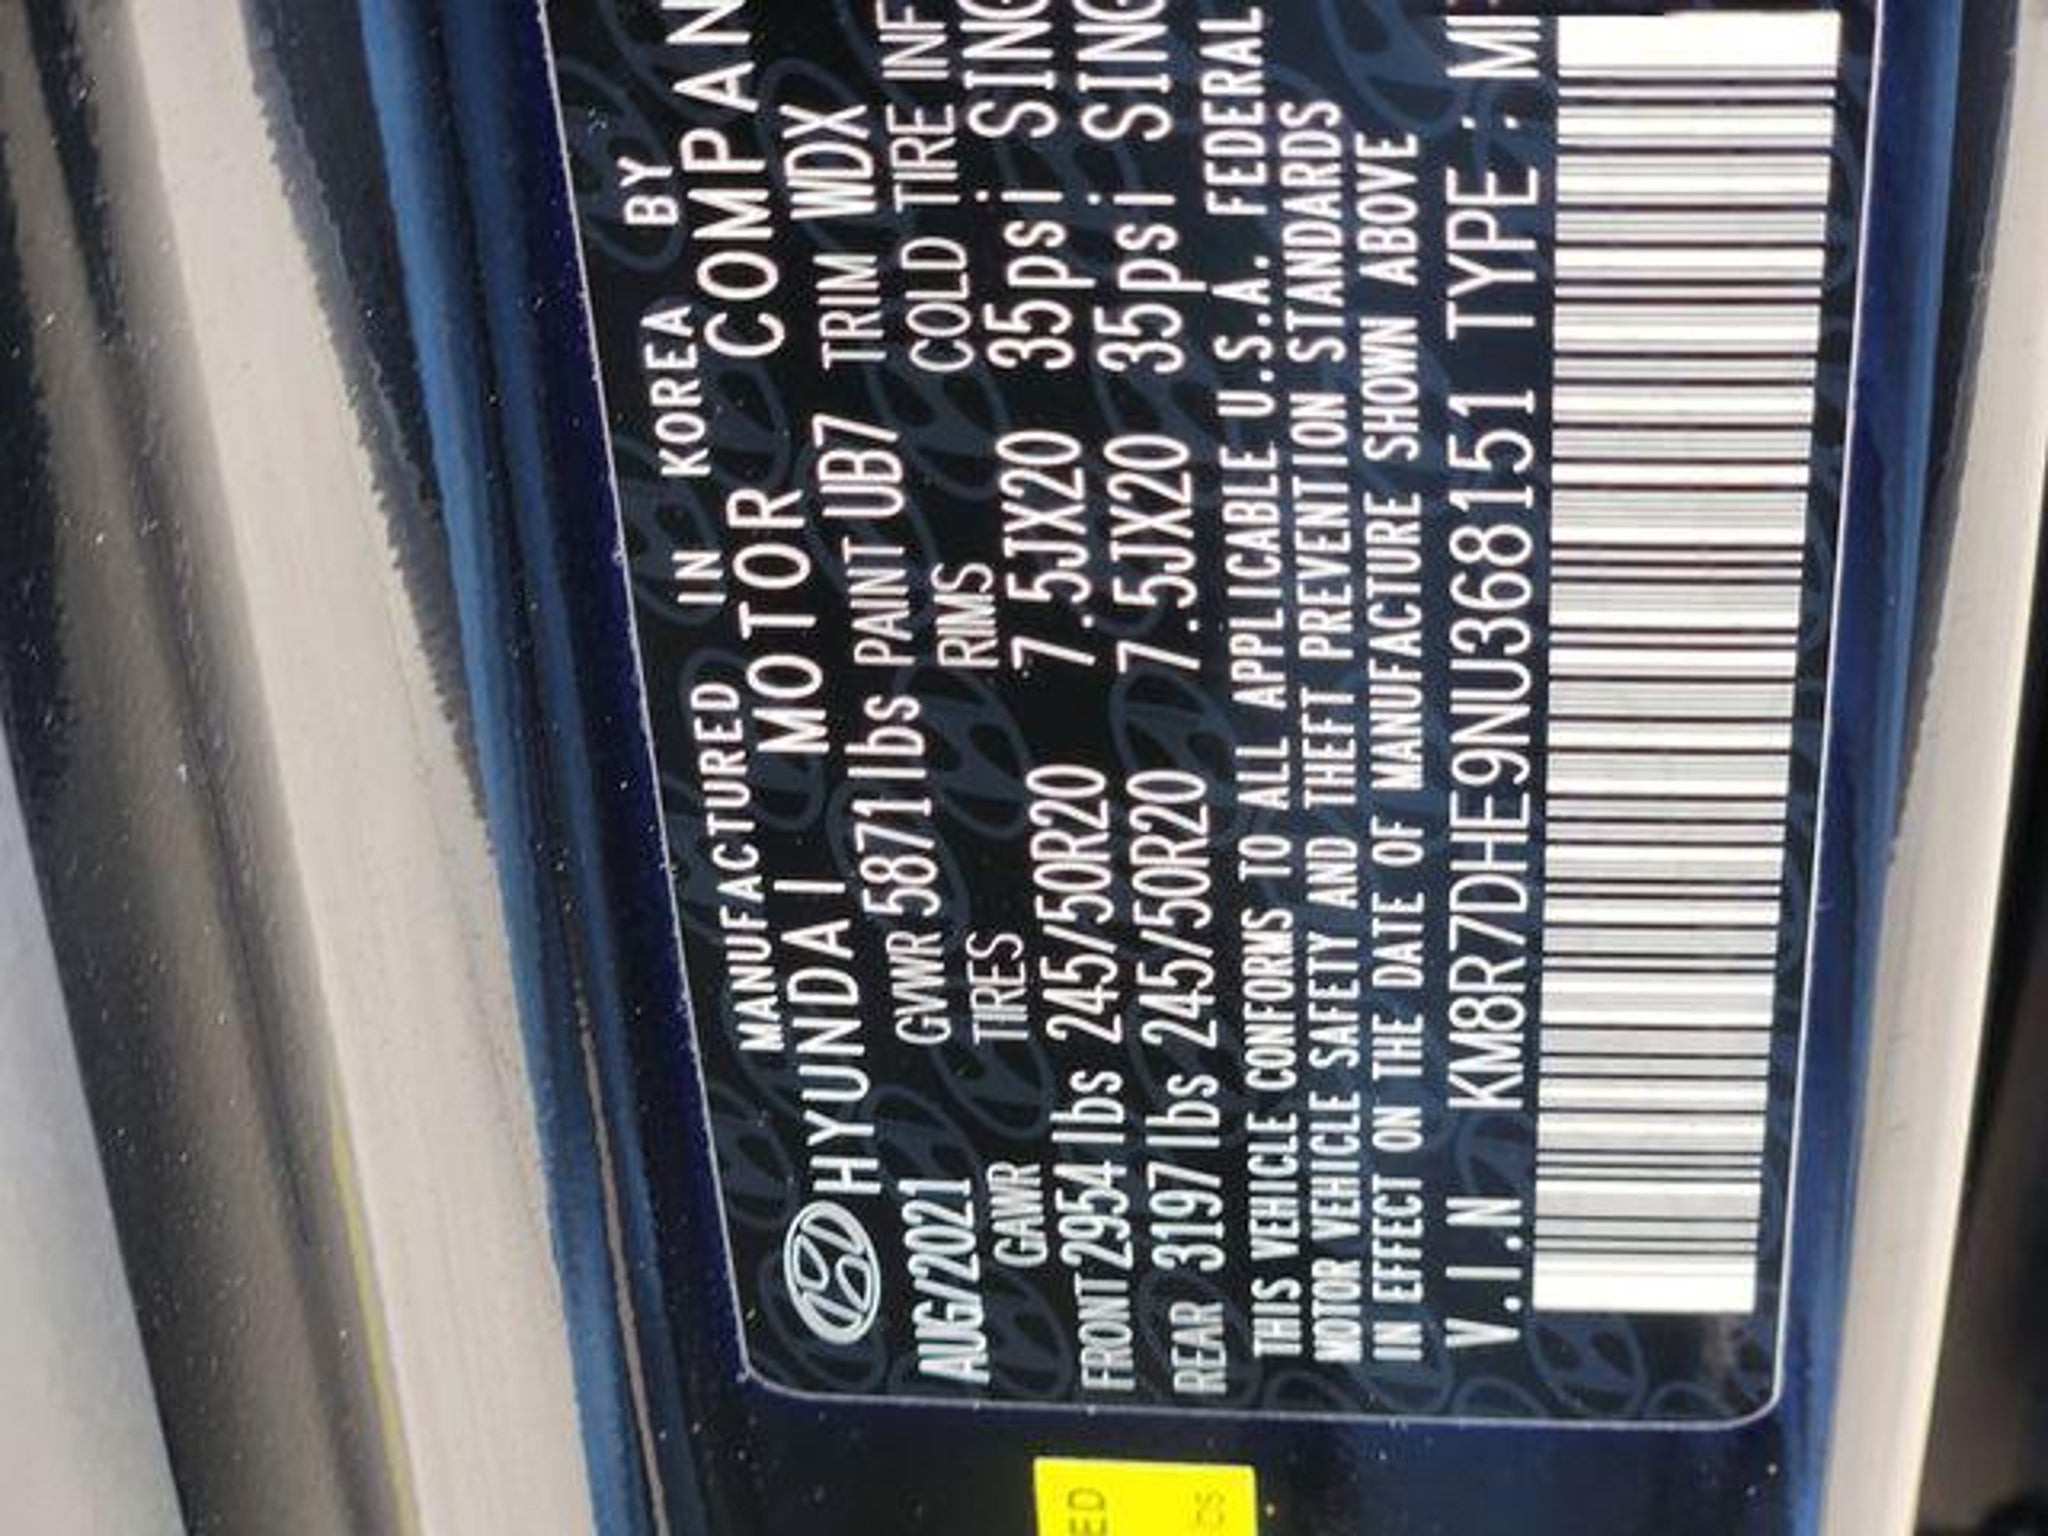 MANUFACTURED IN KOREA BY
HYUNDAI MOTOR COMPAN
AUG/2021 GVWR 5871lbs PAINT UB7 TRIM WDX
GAWR TIRES RIMS COLD TIRE INF
FRONT 2954lbs 245/50R20 7.5JX20 35psi SING
REAR 3197lbs 245/50R20 7.5JX20 35psi SING
THIS VEHICLE CONFORMS TO ALL APPLICABLE U.S.A. FEDERAL
MOTOR VEHICLE SAFETY AND THEFT PREVENTION STANDARDS
IN EFFECT ON THE DATE OF MANUFACTURE SHOWN ABOVE
V.I.N KM8R7DHE9NU368151 TYPE : M
ED